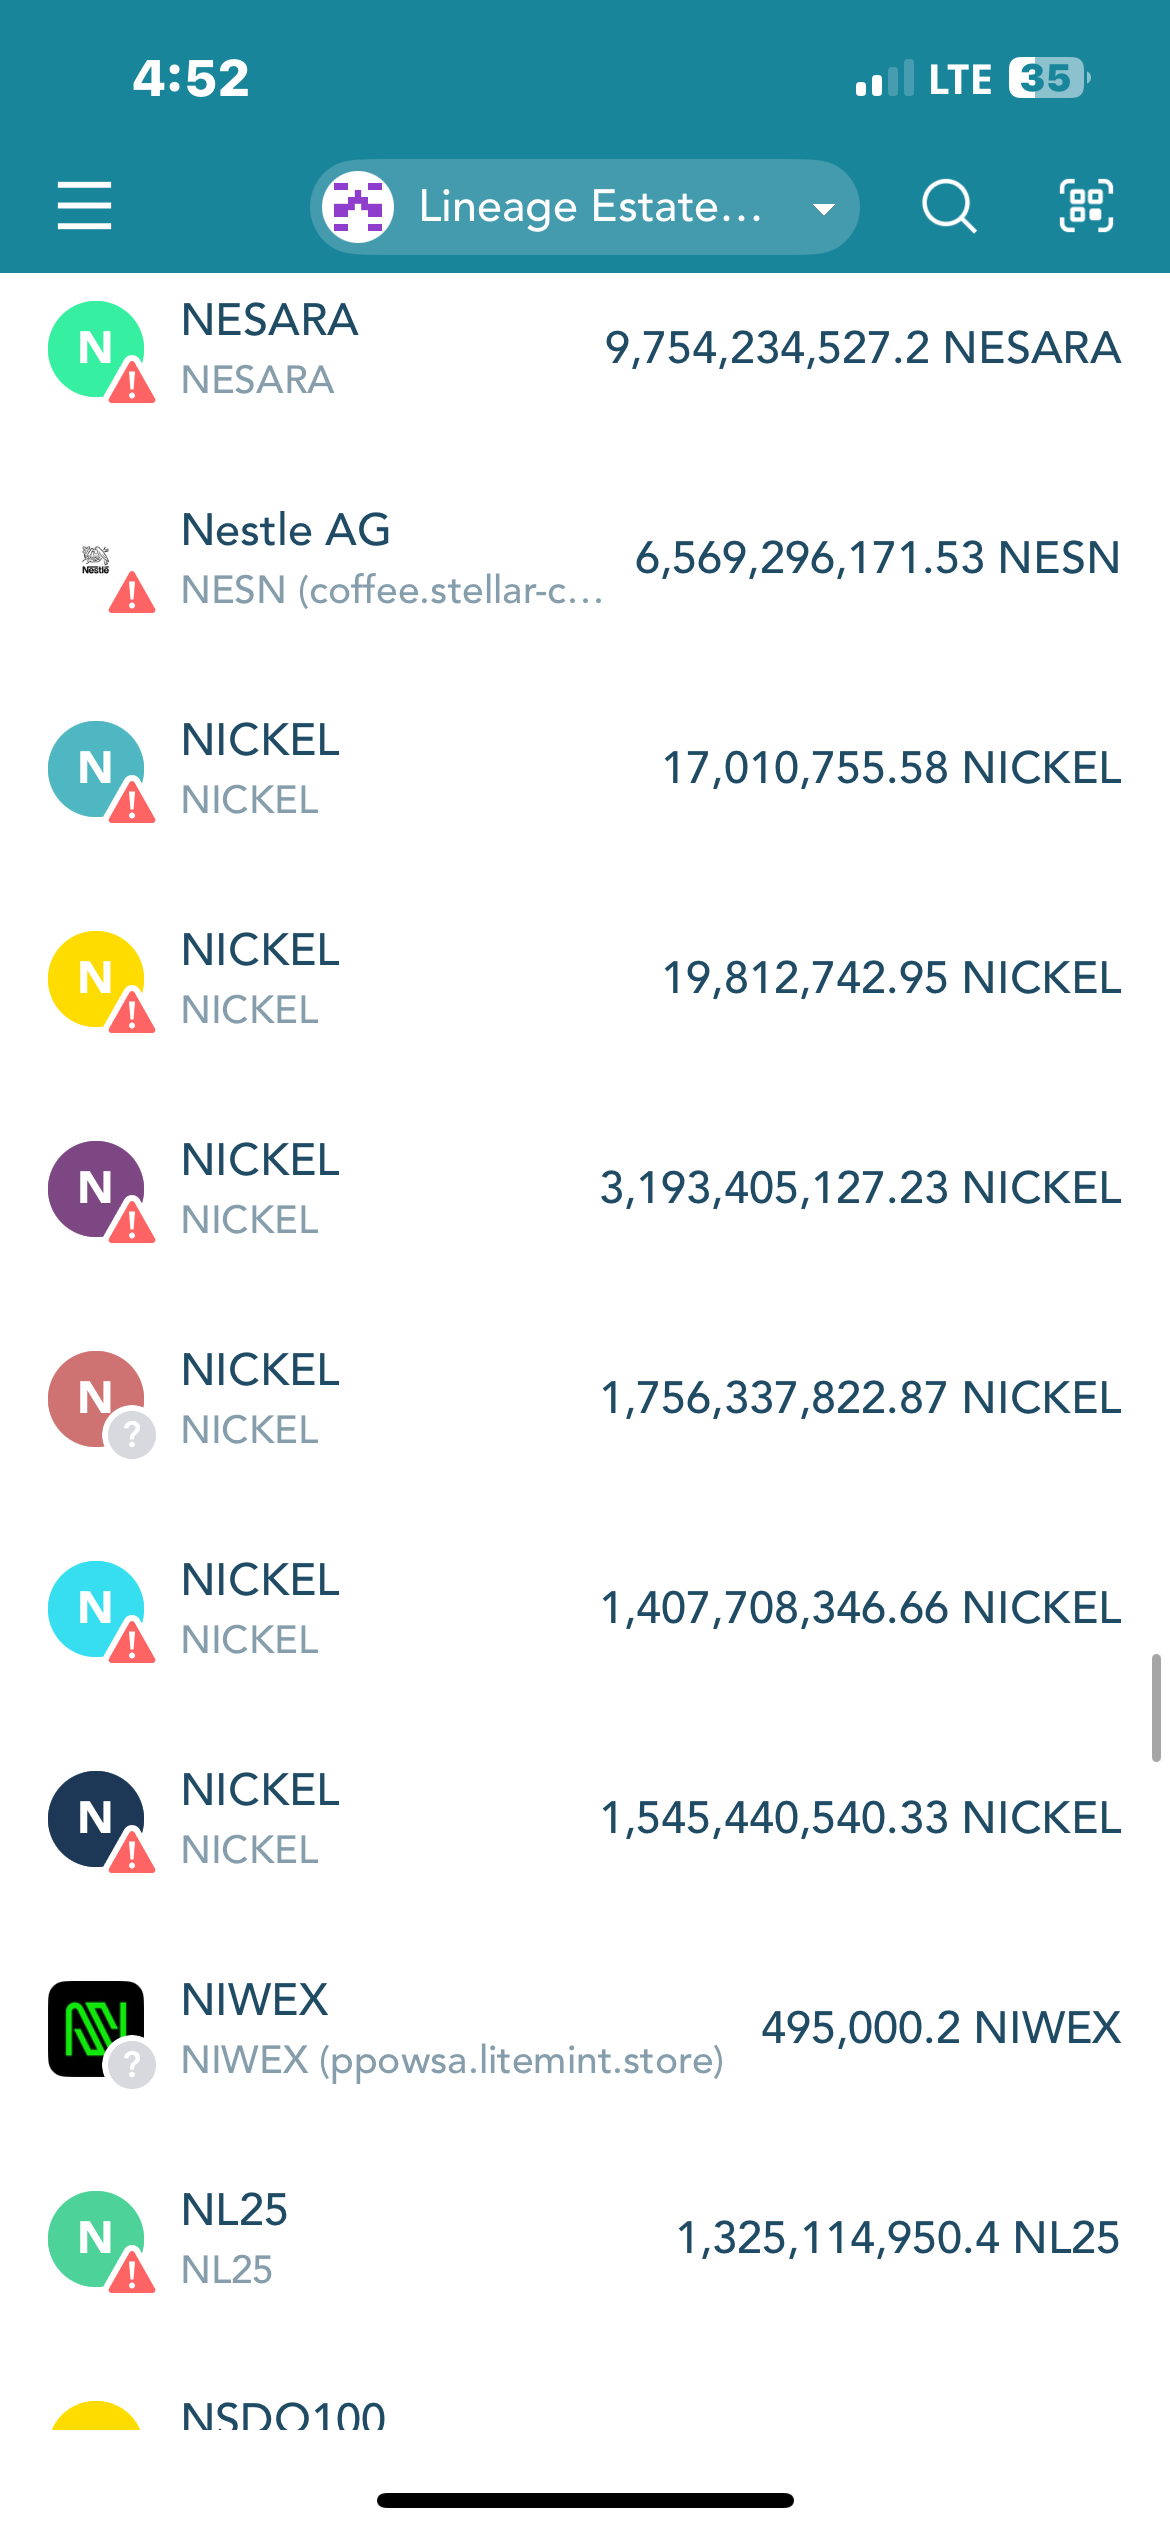 4:52
LTE 35
Lineage Estate...
N
NESARA
NESARA
9,754,234,527.2 NESARA
Nestlé
Nestle AG
NESN (coffee.stellar-c...
6,569,296,171.53 NESN
N
NICKEL
NICKEL
17,010,755.58 NICKEL
N
NICKEL
NICKEL
19,812,742.95 NICKEL
N
NICKEL
NICKEL
3,193,405,127.23 NICKEL
N
?
NICKEL
NICKEL
1,756,337,822.87 NICKEL
N
NICKEL
NICKEL
1,407,708,346.66 NICKEL
N
NICKEL
NICKEL
1,545,440,540.33 NICKEL
?
NIWEX
NIWEX (ppowsa.litemint.store)
495,000.2 NIWEX
N
NL25
NL25
1,325,114,950.4 NL25
NSDQ100